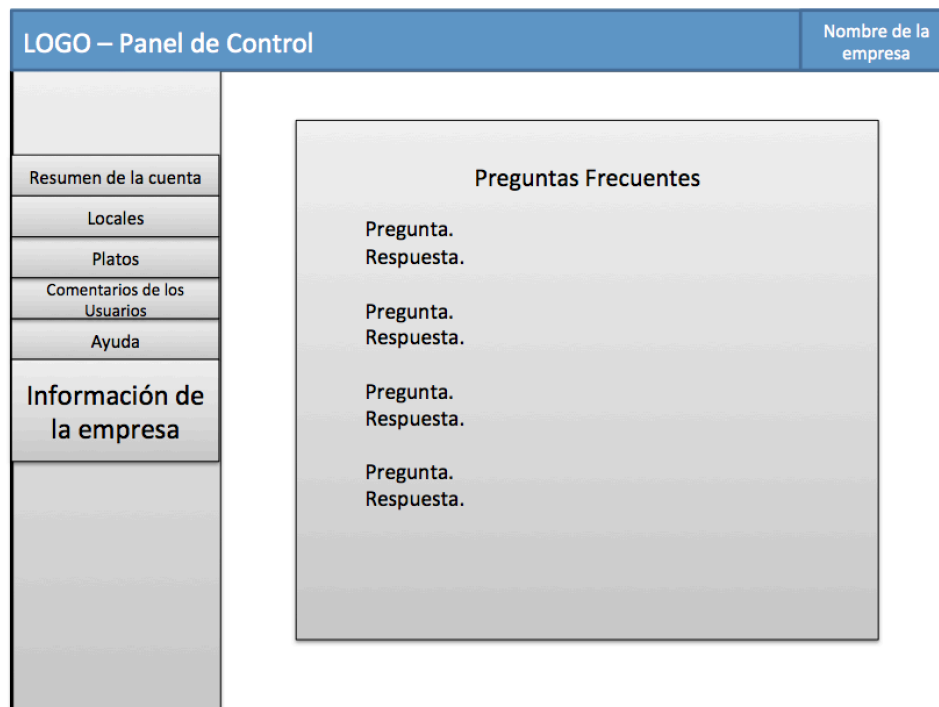 LOGO – Panel de Control
Nombre de la
empresa
Resumen de la cuenta
Locales
Platos
Comentarios de los
Usuarios
Ayuda
Información de
la empresa
Preguntas Frecuentes
Pregunta.
Respuesta.
Pregunta.
Respuesta.
Pregunta.
Respuesta.
Pregunta.
Respuesta.